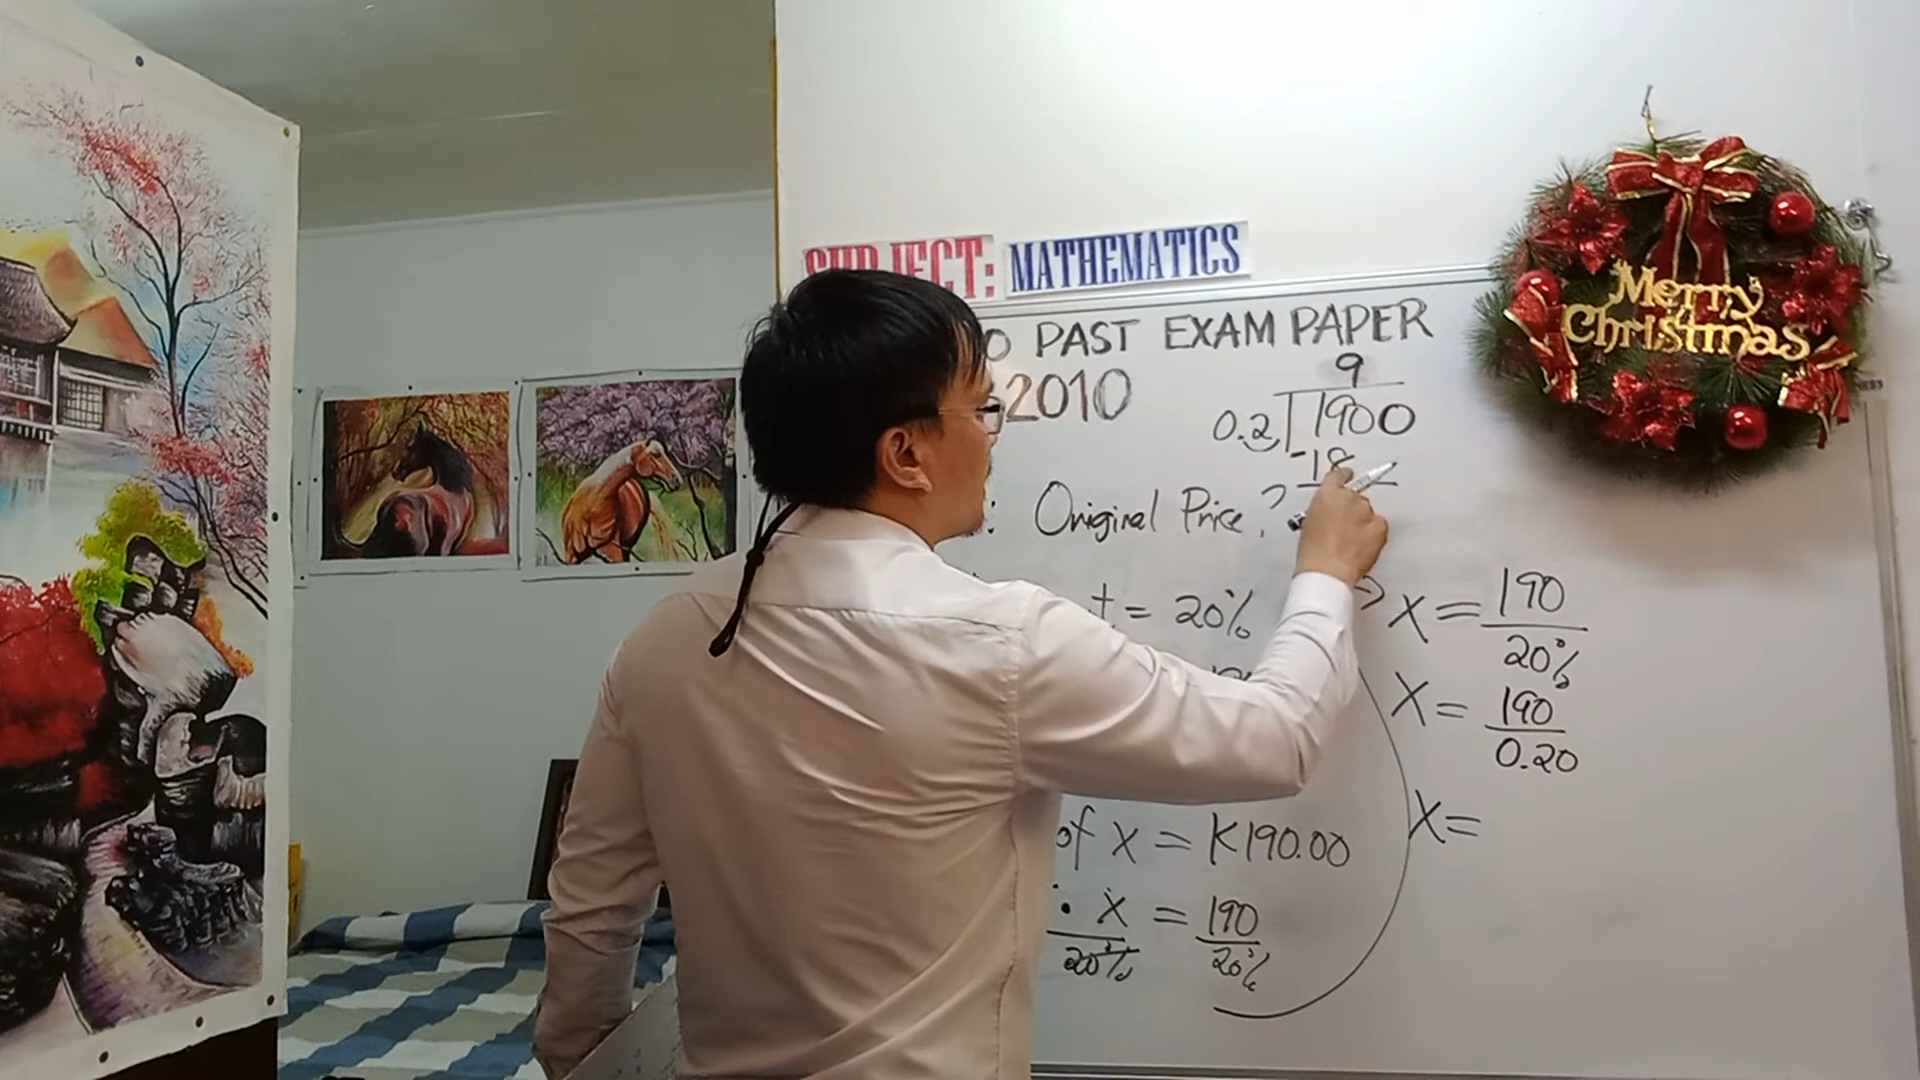 SUBJECT: MATHEMATICS
PAST EXAM PAPER
2010
9
0.2 1900
-18
Original Price?
t = 20%
of X = K190.00
• X = 190
20% 20%
→ X = 190
20%
X = 190
0.20
X =
Merry
Christmas